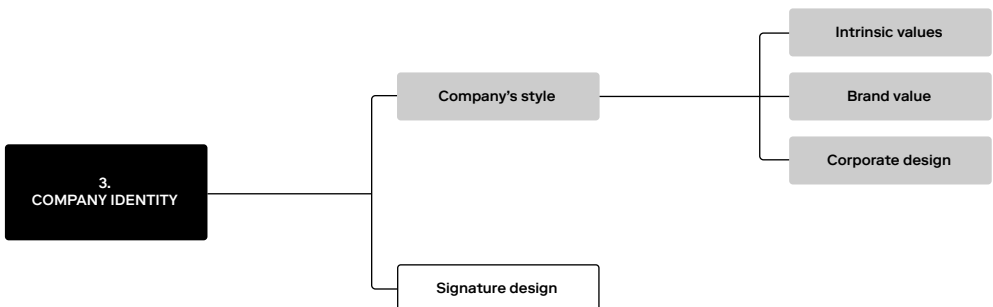 3.
COMPANY IDENTITY
Company's style
Signature design
Intrinsic values
Brand value
Corporate design